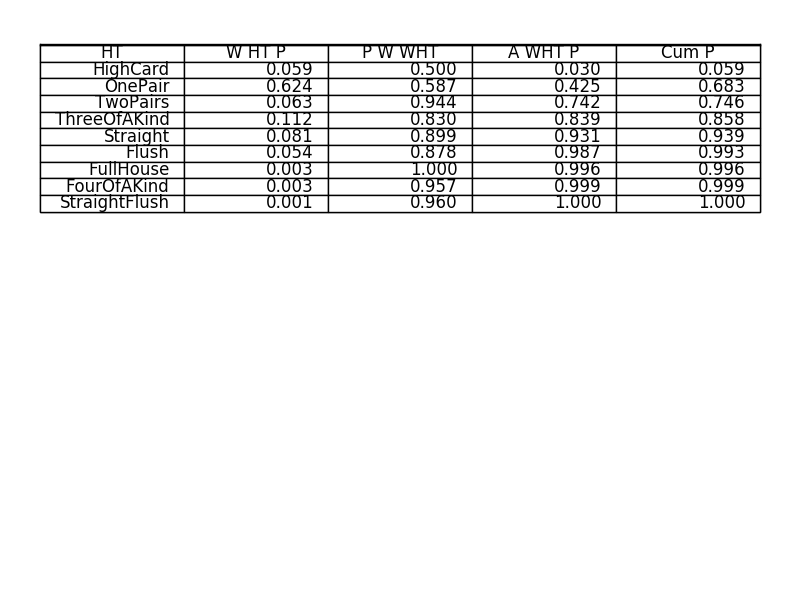 HT W HT P P W WHT A WHT P Cum P
HighCard 0.059 0.500 0.030 0.059
OnePair 0.624 0.587 0.425 0.683
TwoPairs 0.063 0.944 0.742 0.746
ThreeOfAKind 0.112 0.830 0.839 0.858
Straight 0.081 0.899 0.931 0.939
Flush 0.054 0.878 0.987 0.993
FullHouse 0.003 1.000 0.996 0.996
FourOfAKind 0.003 0.957 0.999 0.999
StraightFlush 0.001 0.960 1.000 1.000